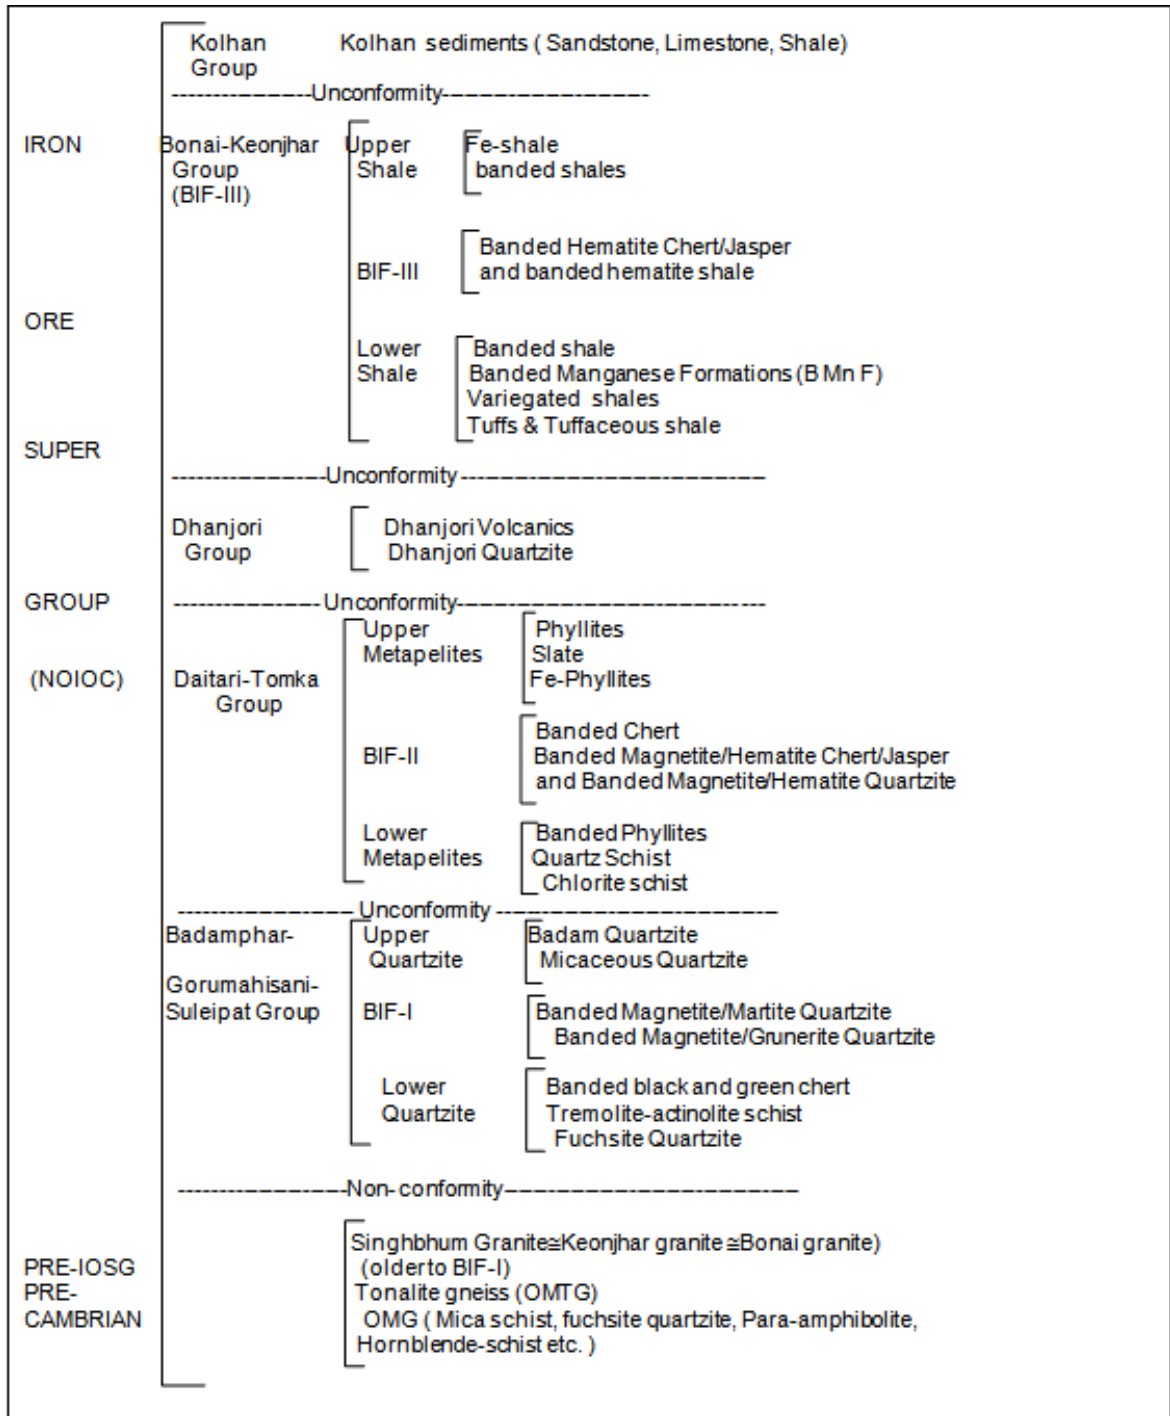 Kolhan Kolhan sediments ( Sandstone, Limestone, Shale)
Group
Unconformity
IRON Bonai-Keonjhar Upper Fe-shale
Group Shale banded shales
(BIF-III)
Banded Hematite Chert/Jasper
BIF-III and banded hematite shale
ORE
Lower Banded shale
Shale Banded Manganese Formations (B Mn F)
Variegated shales
Tuffs & Tuffaceous shale
SUPER
Unconformity
Dhanjori Dhanjori Volcanics
Group Dhanjori Quartzite
GROUP Unconformity
Upper Phyllites
Metapelites Slate
(NOIOC) Daitari-Tomka Fe-Phyllites
Group
Banded Chert
BIF-II Banded Magnetite/Hematite Chert/Jasper
and Banded Magnetite/Hematite Quartzite
Lower Banded Phyllites
Metapelites Quartz Schist
Chlorite schist
Unconformity
Badamphar- Upper Badam Quartzite
Quartzite Micaceous Quartzite
Gorumahisani-
Suleipat Group BIF-I Banded Magnetite/Martite Quartzite
Banded Magnetite/Grunerite Quartzite
Lower Banded black and green chert
Quartzite Tremolite-actinolite schist
Fuchsite Quartzite
Non- conformity
Singhbhum Granite≅Keonjhar granite ≅Bonai granite)
PRE-IOSG (older to BIF-I)
PRE- Tonalite gneiss (OMTG)
CAMBRIAN OMG ( Mica schist, fuchsite quartzite, Para-amphibolite,
Hornblende-schist etc. )